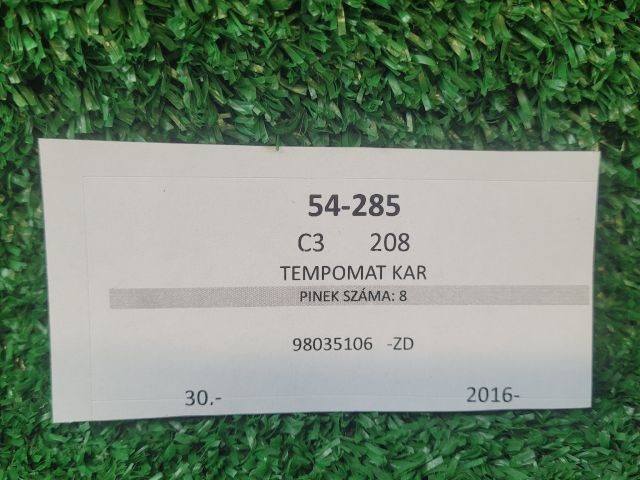 54-285
C3 208
TEMPOMAT KAR
PINEK SZÁMA: 8
98035106 -ZD
30.- 2016-